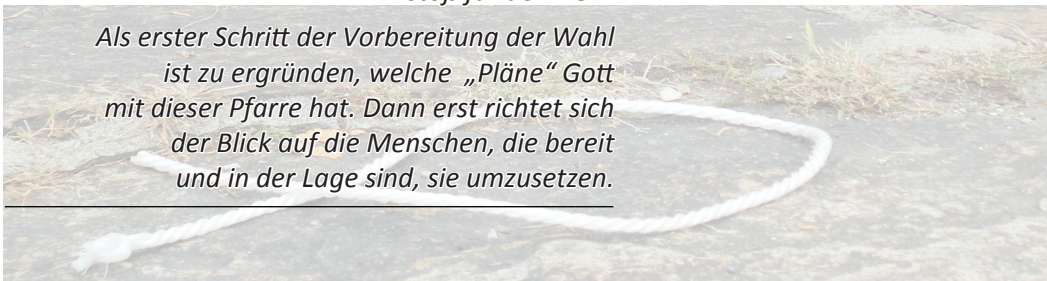 Als erster Schritt der Vorbereitung der Wahl
ist zu ergründen, welche „Pläne“ Gott
mit dieser Pfarre hat. Dann erst richtet sich
der Blick auf die Menschen, die bereit
und in der Lage sind, sie umzusetzen.